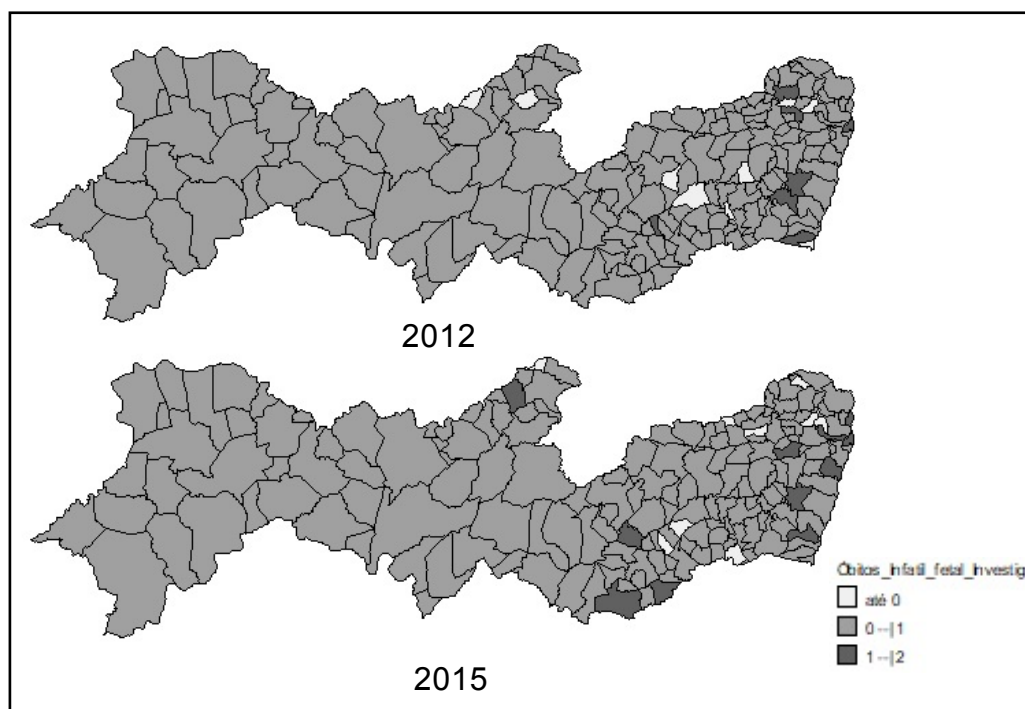 2012
2015
Óbitos_infatil_fetal_investig
até 0
0 --| 1
1 --| 2